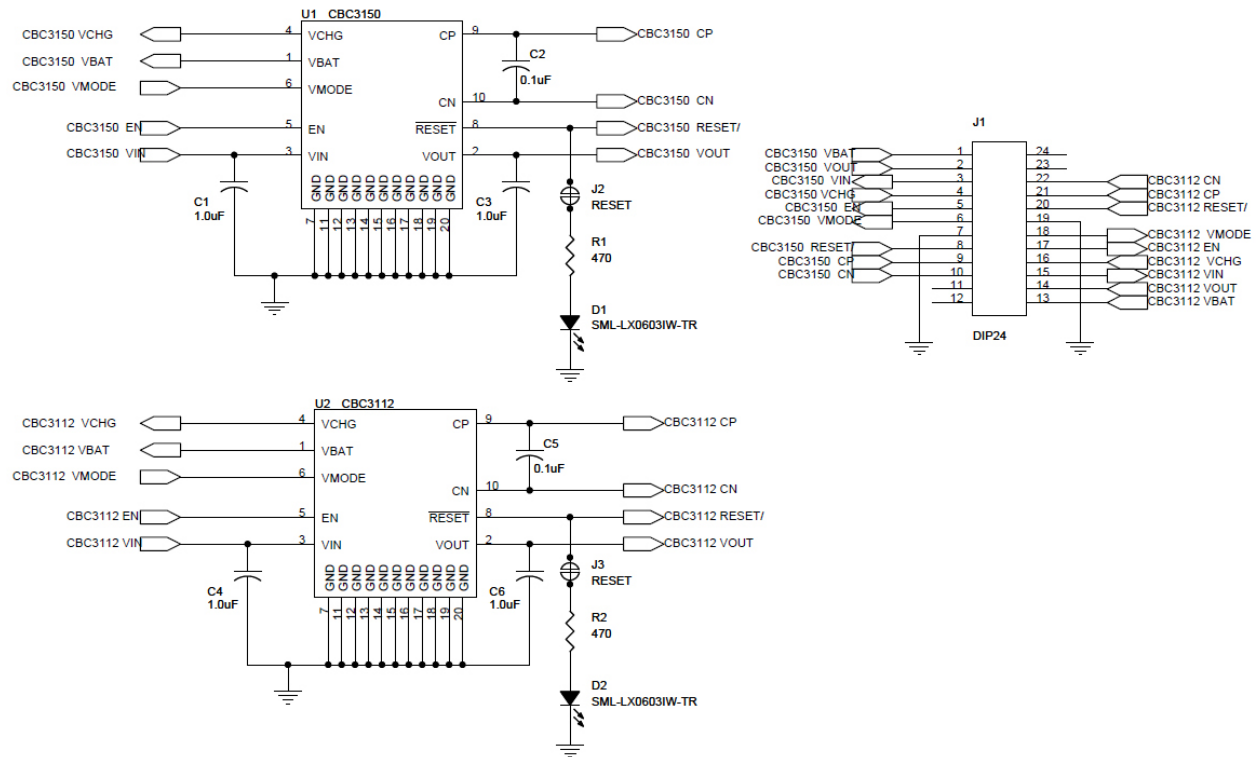 U1 CBC3150
CBC3150 VCHG
4 VCHG
CP 9
CBC3150 CP
CBC3150 VBAT
1 VBAT
C2
0.1uF
CBC3150 VMODE
6 VMODE
CN 10
CBC3150 CN
CBC3150 EN
5 EN
RESET 8
CBC3150 RESET/
CBC3150 VIN
3 VIN
VOUT 2
CBC3150 VOUT
C1
1.0uF
GND GND GND GND GND GND GND GND GND GND GND
7 11 12 13 14 15 16 17 18 19 20
C3
1.0uF
J2
RESET
R1
470
D1
SML-LX0603IW-TR
J1
CBC3150 VBAT 1
24
CBC3150 VOUT 2
23
CBC3150 VIN 3
22 CBC3112 CN
CBC3150 VCHG 4
21 CBC3112 CP
CBC3150 EN 5
20 CBC3112 RESET/
CBC3150 VMODE 6
19
7
18 CBC3112 VMODE
CBC3150 RESET/ 8
17 CBC3112 EN
CBC3150 CP 9
16 CBC3112 VCHG
CBC3150 CN 10
15 CBC3112 VIN
11
14 CBC3112 VOUT
12
13 CBC3112 VBAT
DIP24
U2 CBC3112
CBC3112 VCHG
4 VCHG
CP 9
CBC3112 CP
CBC3112 VBAT
1 VBAT
C5
0.1uF
CBC3112 VMODE
6 VMODE
CN 10
CBC3112 CN
CBC3112 EN
5 EN
RESET 8
CBC3112 RESET/
CBC3112 VIN
3 VIN
VOUT 2
CBC3112 VOUT
C4
1.0uF
GND GND GND GND GND GND GND GND GND GND GND
7 11 12 13 14 15 16 17 18 19 20
C6
1.0uF
J3
RESET
R2
470
D2
SML-LX0603IW-TR